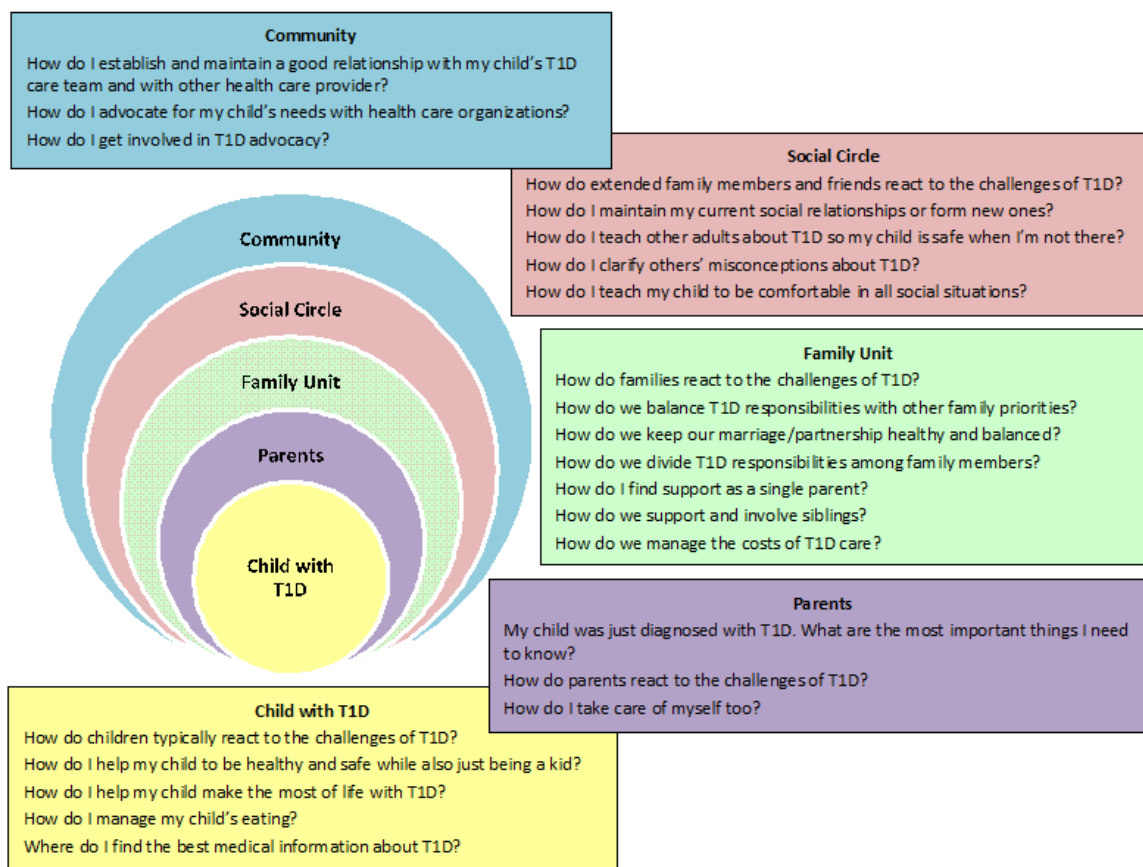 Community
How do I establish and maintain a good relationship with my child's T1D
care team and with other health care provider?
How do I advocate for my child's needs with health care organizations?
How do I get involved in T1D advocacy?
Social Circle
How do extended family members and friends react to the challenges of T1D?
How do I maintain my current social relationships or form new ones?
How do I teach other adults about T1D so my child is safe when I'm not there?
How do I clarify others' misconceptions about T1D?
How do I teach my child to be comfortable in all social situations?
Community
Social Circle
Family Unit
Parents
Child with
T1D
Family Unit
How do families react to the challenges of T1D?
How do we balance T1D responsibilities with other family priorities?
How do we keep our marriage/partnership healthy and balanced?
How do we divide T1D responsibilities among family members?
How do I find support as a single parent?
How do we support and involve siblings?
How do we manage the costs of T1D care?
Parents
My child was just diagnosed with T1D. What are the most important things I need
to know?
How do parents react to the challenges of T1D?
How do I take care of myself too?
Child with T1D
How do children typically react to the challenges of T1D?
How do I help my child to be healthy and safe while also just being a kid?
How do I help my child make the most of life with T1D?
How do I manage my child's eating?
Where do I find the best medical information about T1D?